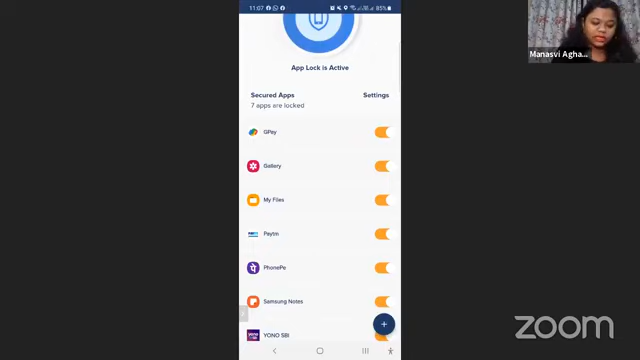 11:07
85%
Manasvi Agha...
App Lock is Active
Secured Apps
Settings
7 apps are locked
GPay
Gallery
My Files
Paytm
PhonePe
Samsung Notes
YONO SBI
zoom